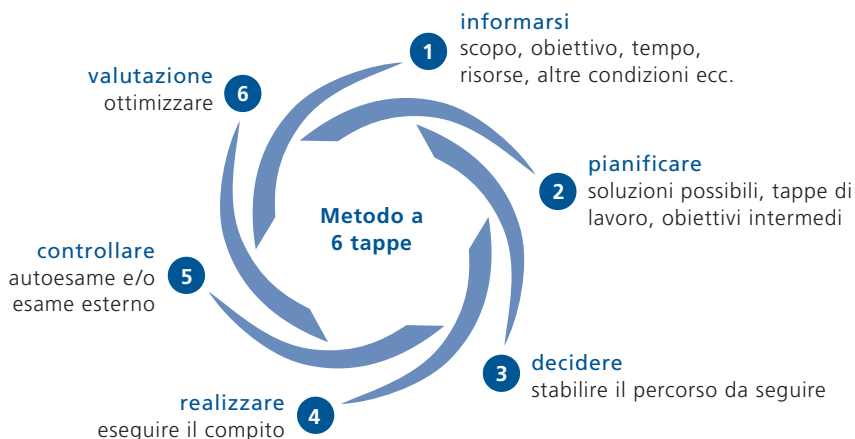 informarsi
1
scopo, obiettivo, tempo,
risorse, altre condizioni ecc.
pianificare
2
soluzioni possibili, tappe di
lavoro, obiettivi intermedi
decidere
3
stabilire il percorso da seguire
realizzare
4
eseguire il compito
controllare
5
autoesame e/o
esame esterno
valutazione
6
ottimizzare
Metodo a
6 tappe